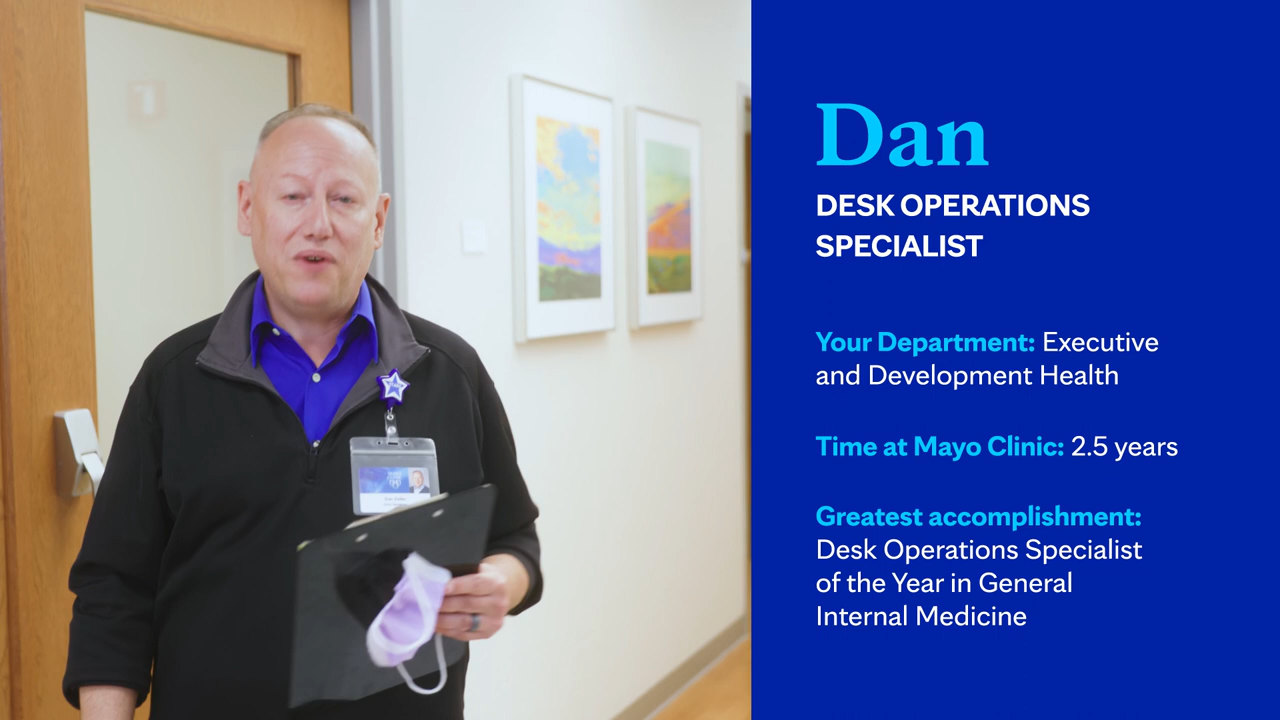 Dan
DESK OPERATIONS
SPECIALIST
Your Department: Executive
and Development Health
Time at Mayo Clinic: 2.5 years
Greatest accomplishment:
Desk Operations Specialist
of the Year in General
Internal Medicine